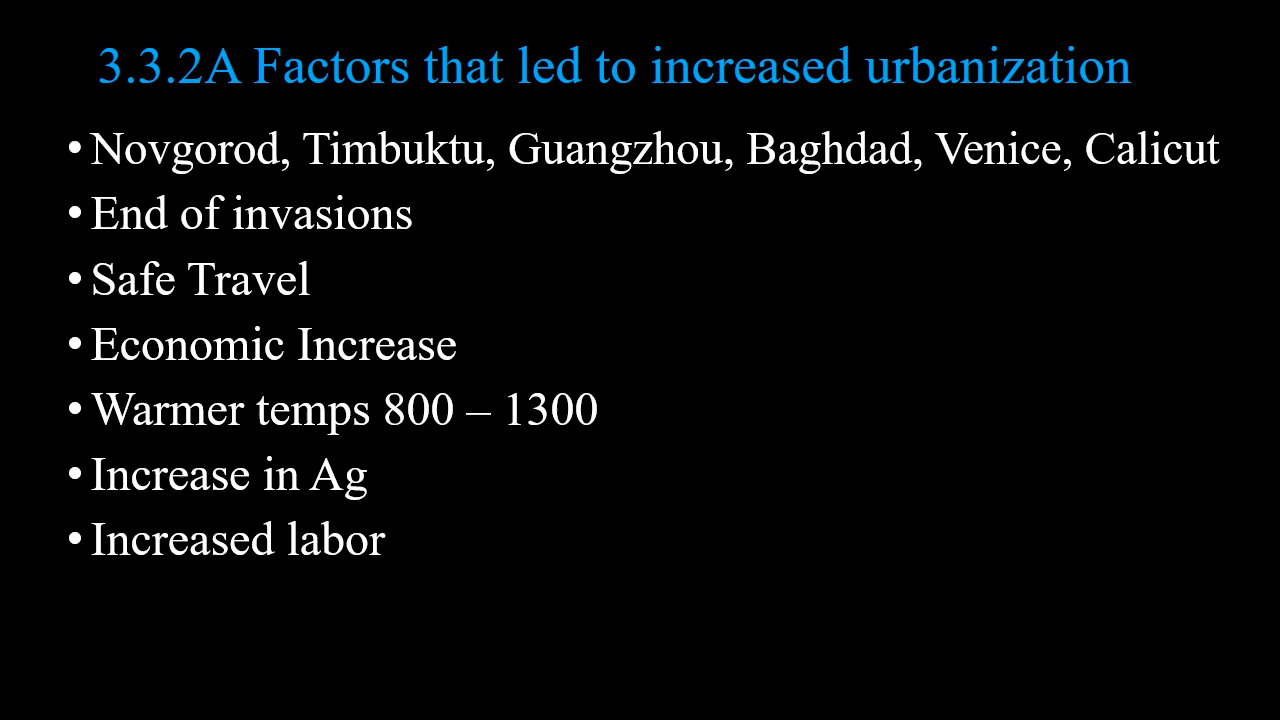 3.3.2A Factors that led to increased urbanization
• Novgorod, Timbuktu, Guangzhou, Baghdad, Venice, Calicut
• End of invasions
• Safe Travel
• Economic Increase
• Warmer temps 800 – 1300
• Increase in Ag
• Increased labor